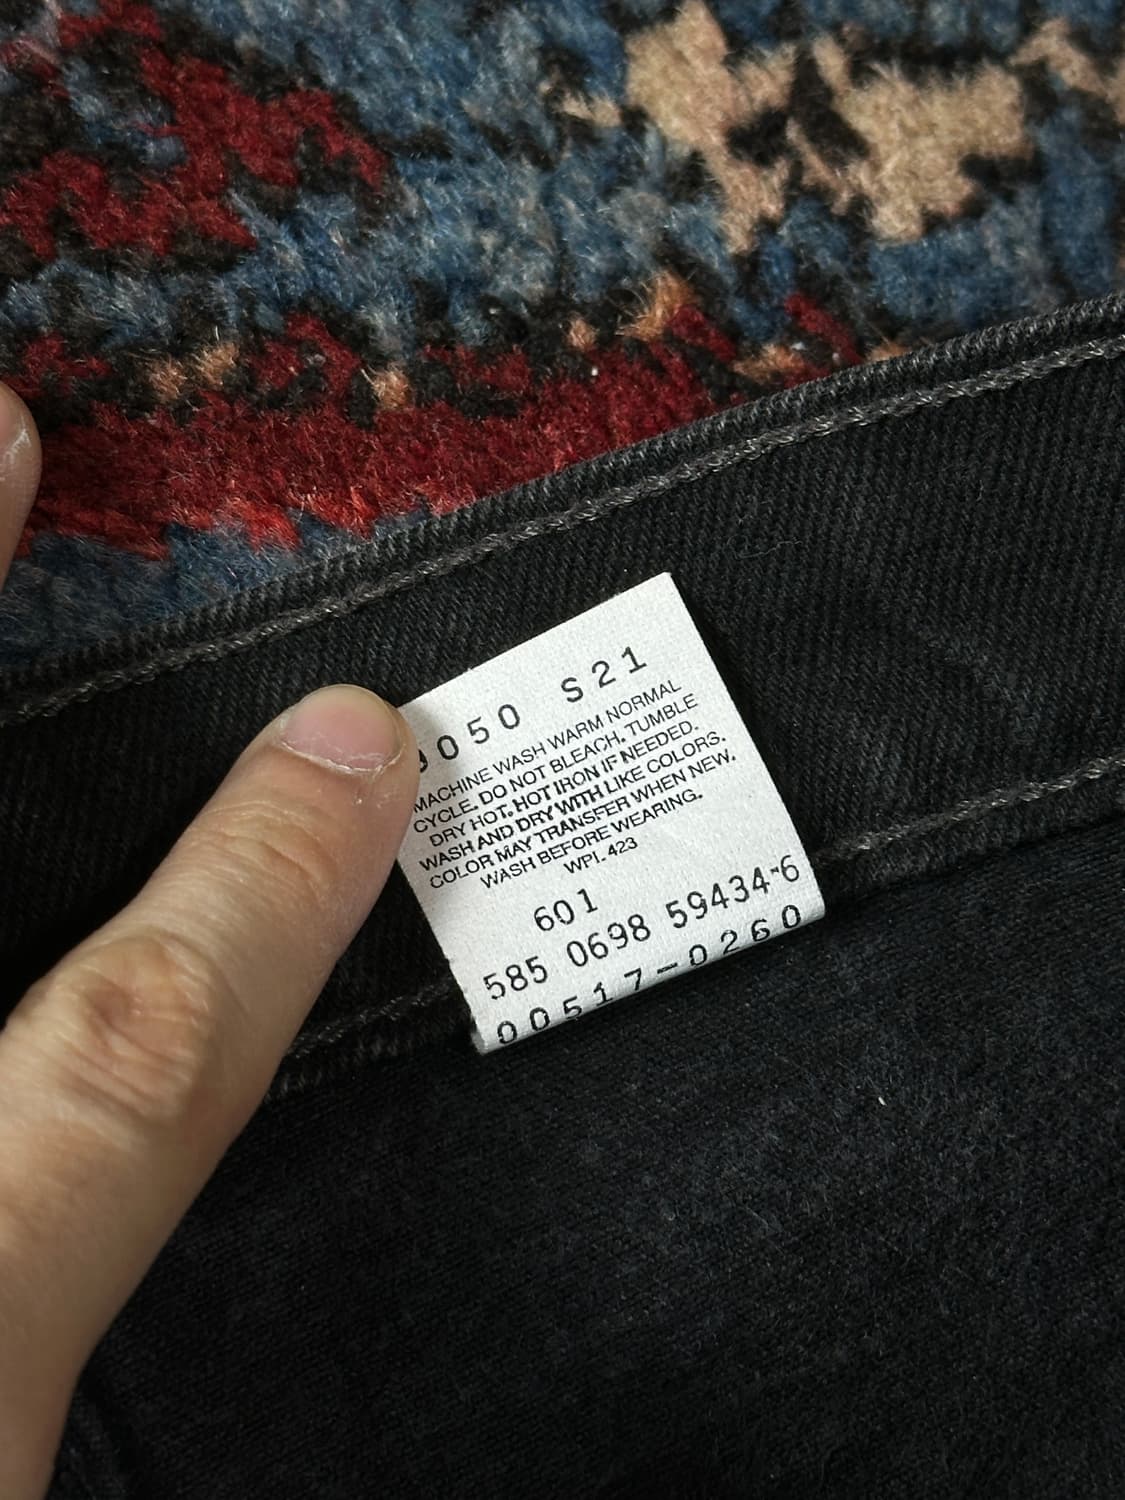 050 S21
MACHINE WASH WARM NORMAL
CYCLE. DO NOT BLEACH. TUMBLE
DRY HOT. HOT IRON IF NEEDED.
WASH AND DRY WITH LIKE COLORS.
COLOR MAY TRANSFER WHEN NEW.
WASH BEFORE WEARING.
WPL 423
601
585 0698 59434-6
00517-0260